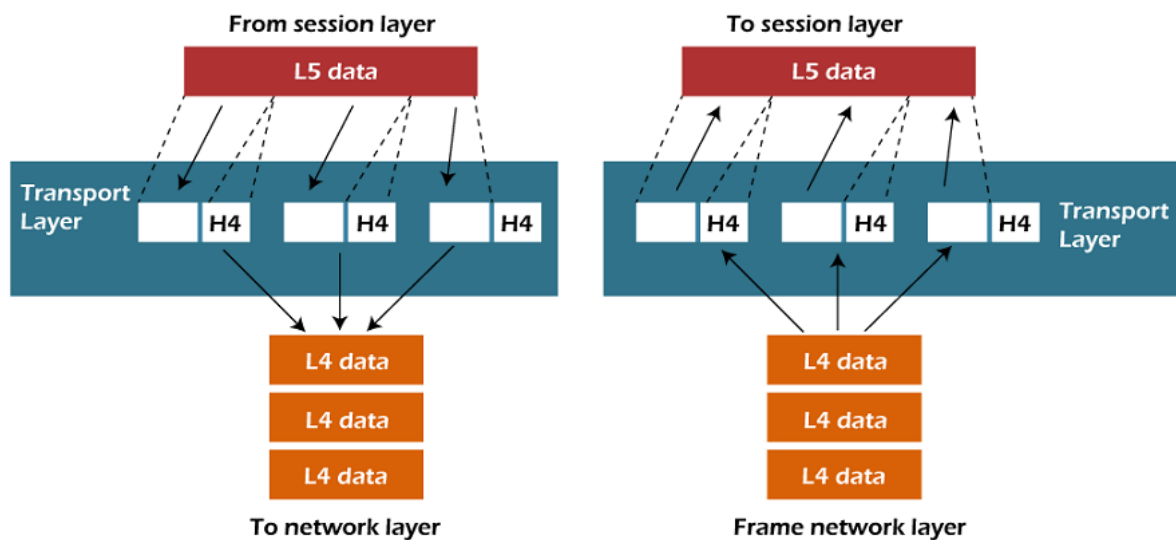 From session layer
L5 data
Transport
Layer
H4
H4
H4
L4 data
L4 data
L4 data
To network layer
To session layer
L5 data
H4
H4
H4
Transport
Layer
L4 data
L4 data
L4 data
Frame network layer